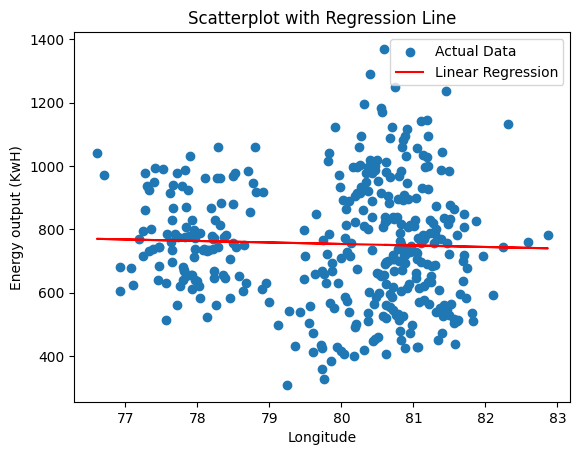 Scatterplot with Regression Line
Actual Data
Linear Regression
Energy output (KwH)
1400
1200
1000
800
600
400
77 78 79 80 81 82 83
Longitude